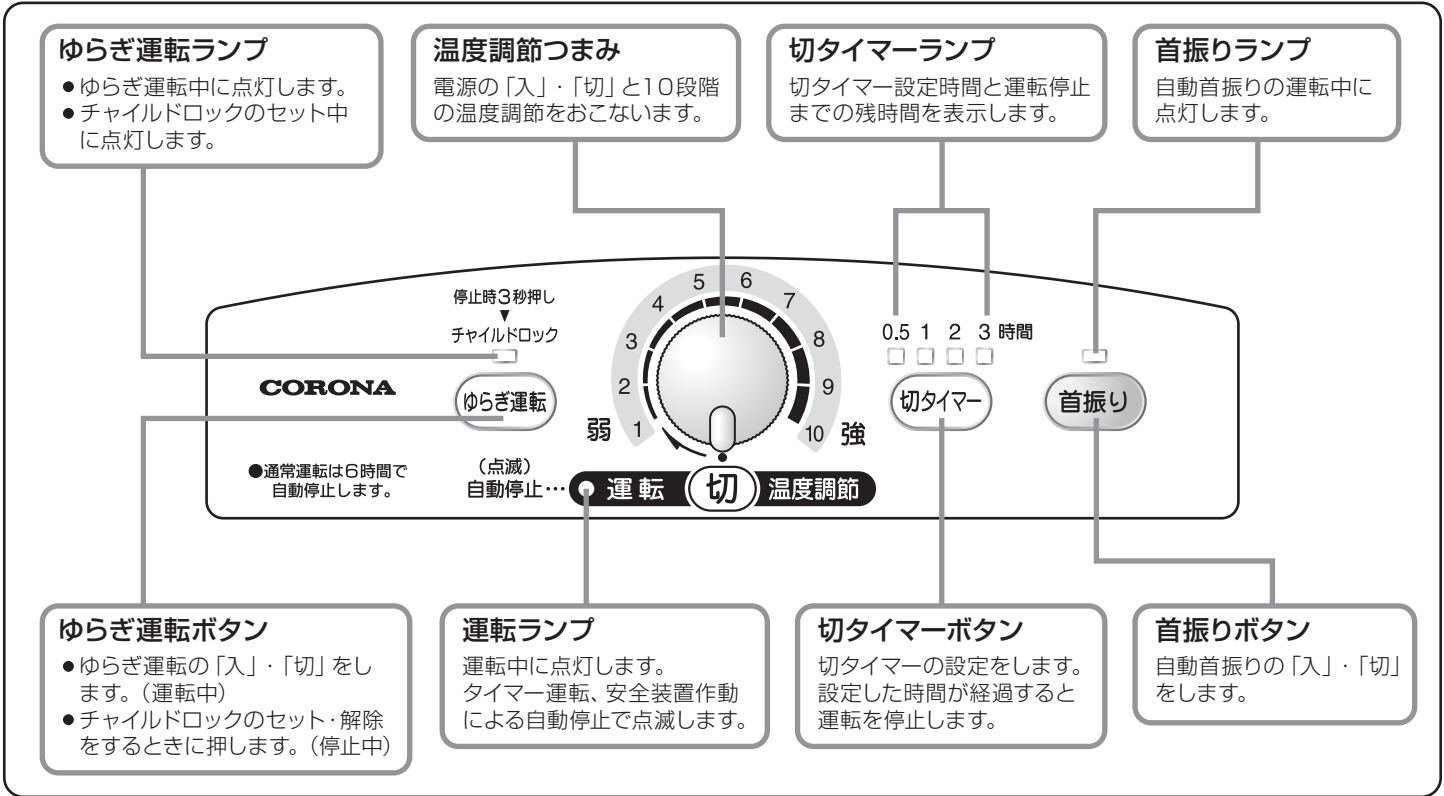 ゆらぎ運転ランプ
●ゆらぎ運転中に点灯します。
●チャイルドロックのセット中
に点灯します。
温度調節つまみ
電源の「入」・「切」と10段階
の温度調節をおこないます。
切タイマーランプ
切タイマー設定時間と運転停止
までの残時間を表示します。
首振りランプ
自動首振りの運転中に
点灯します。
停止時3秒押し
▼
チャイルドロック
CORONA
ゆらぎ運転
●通常運転は6時間で
自動停止します。
(点滅)
自動停止…
弱 1 2 3 4 5 6 7 8 9 10 強
運転 切 温度調節
0.5 1 2 3 時間
切タイマー
首振り
ゆらぎ運転ボタン
●ゆらぎ運転の「入」・「切」をし
ます。(運転中)
●チャイルドロックのセット・解除
をするときに押します。(停止中)
運転ランプ
運転中に点灯します。
タイマー運転、安全装置作動
による自動停止で点滅します。
切タイマーボタン
切タイマーの設定をします。
設定した時間が経過すると
運転を停止します。
首振りボタン
自動首振りの「入」・「切」
をします。